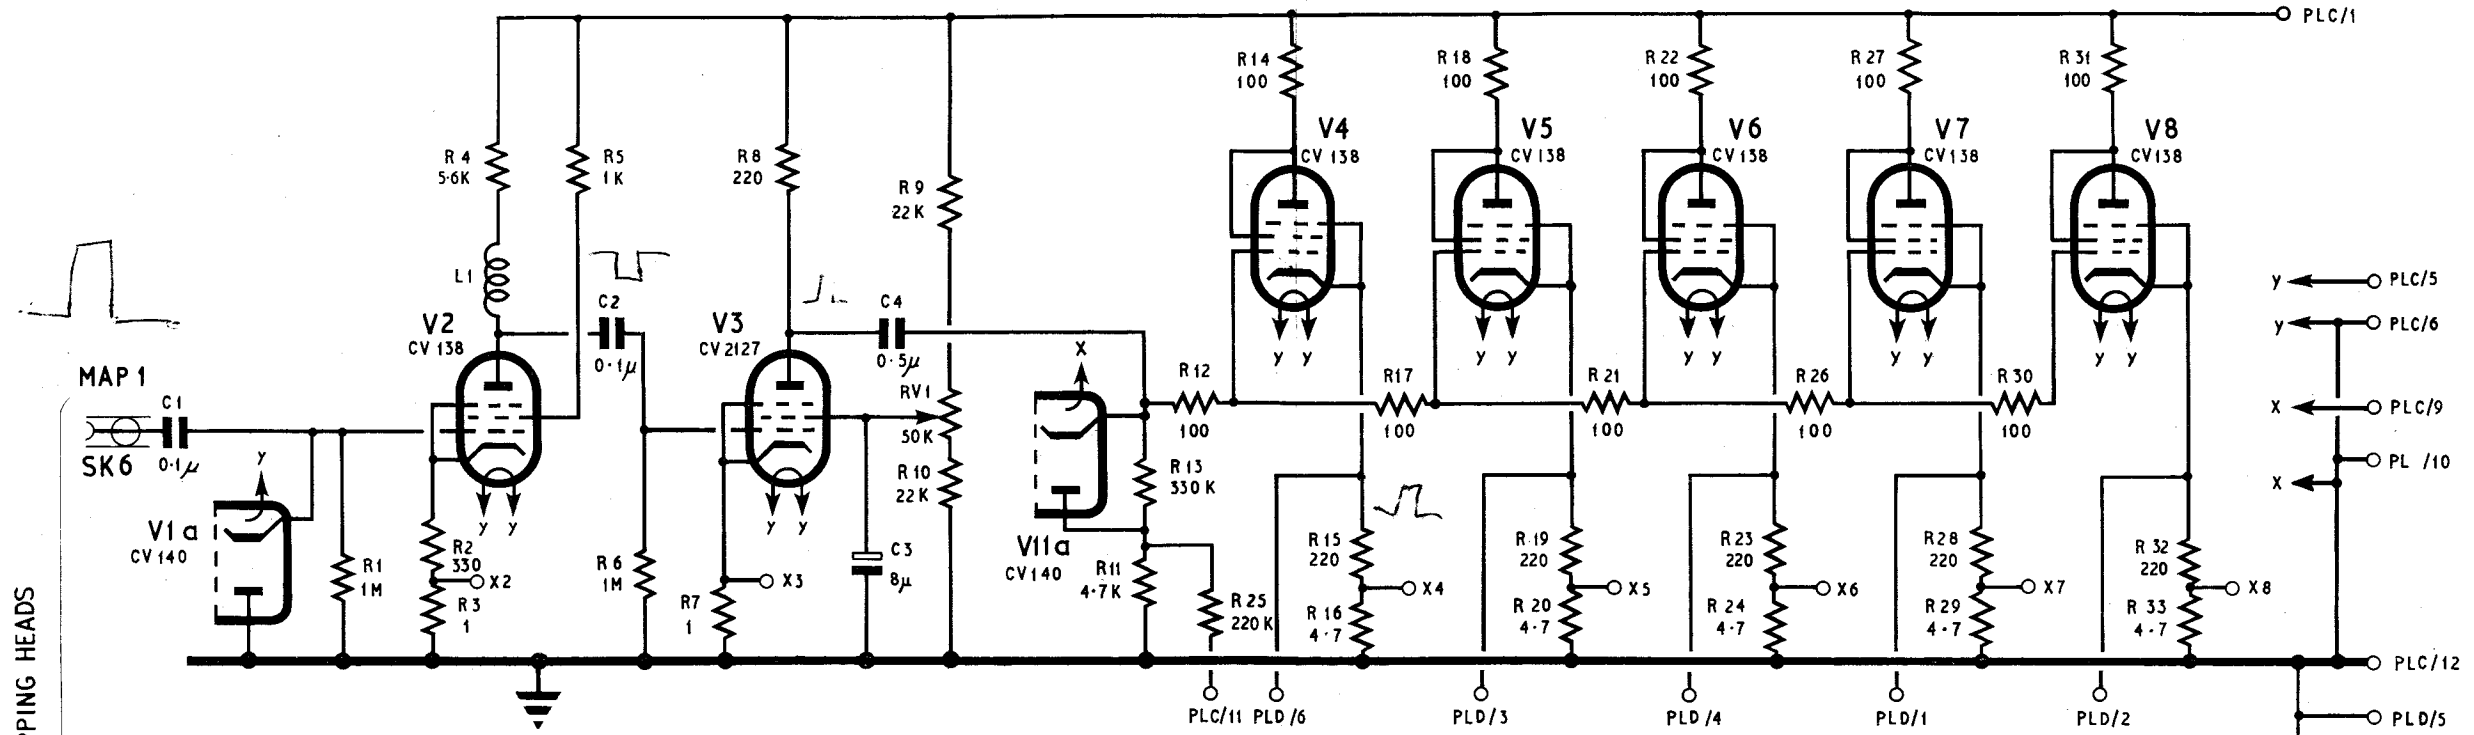 PLC/1
R14
100
R18
100
R22
100
R27
100
R31
100
V4
CV138
V5
CV138
V6
CV138
V7
CV138
V8
CV138
R4
5·6K
R5
1K
R8
220
R9
22K
L1
C2
0·1µ
V2
CV138
V3
CV2127
C4
0·5µ
RV1
50K
R10
22K
MAP 1
C1
0·1µ
SK6
y
V1a
CV140
R1
1M
R2
330
X2
R3
1
y y
R6
1M
y y
X3
R7
1
C3
8µ
X
V11a
CV140
R12
100
R13
330K
R11
4·7K
R25
220K
y y
y y
y y
y y
y y
R17
100
R21
100
R26
100
R30
100
R15
220
X4
R16
4·7
R19
220
X5
R20
4·7
R23
220
X6
R24
4·7
R28
220
X7
R29
4·7
R32
220
X8
R33
4·7
y PLC/5
y PLC/6
X PLC/9
PL /10
X
PLC/12
PLD/5
PLC/11 PLD/6
PLD/3
PLD/4
PLD/1
PLD/2
PPING HEADS